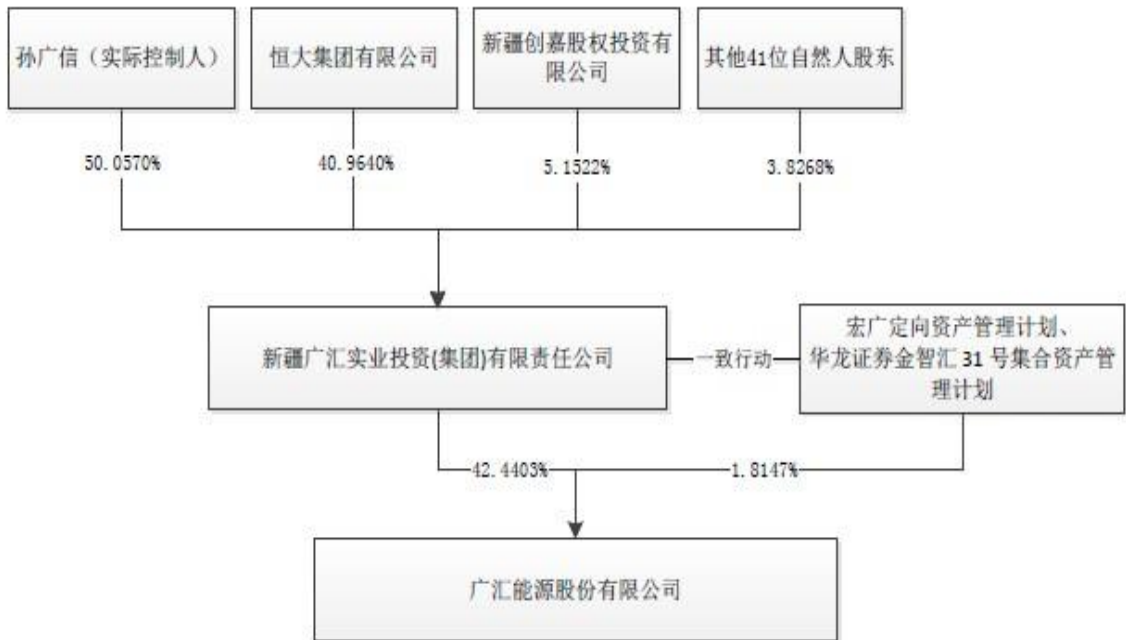 孙广信（实际控制人）
恒大集团有限公司
新疆创嘉股权投资有
限公司
其他41位自然人股东
50.0570%
40.9640%
5.1522%
3.8268%
新疆广汇实业投资(集团)有限责任公司
一致行动
宏广定向资产管理计划、
华龙证券金智汇 31 号集合资产管
理计划
42.4403%
1.8147%
广汇能源股份有限公司